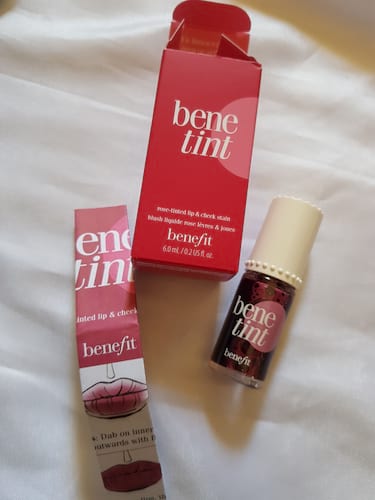 bene
tint
rose-tinted lip & cheek stain
blush liquide rose lèvres & joues
benefit
6.0 mL / 0.2 US fl. oz.
ene
tint
inted lip & cheek
benefit
Dab on inner
outwards with
bene
tint
benefit